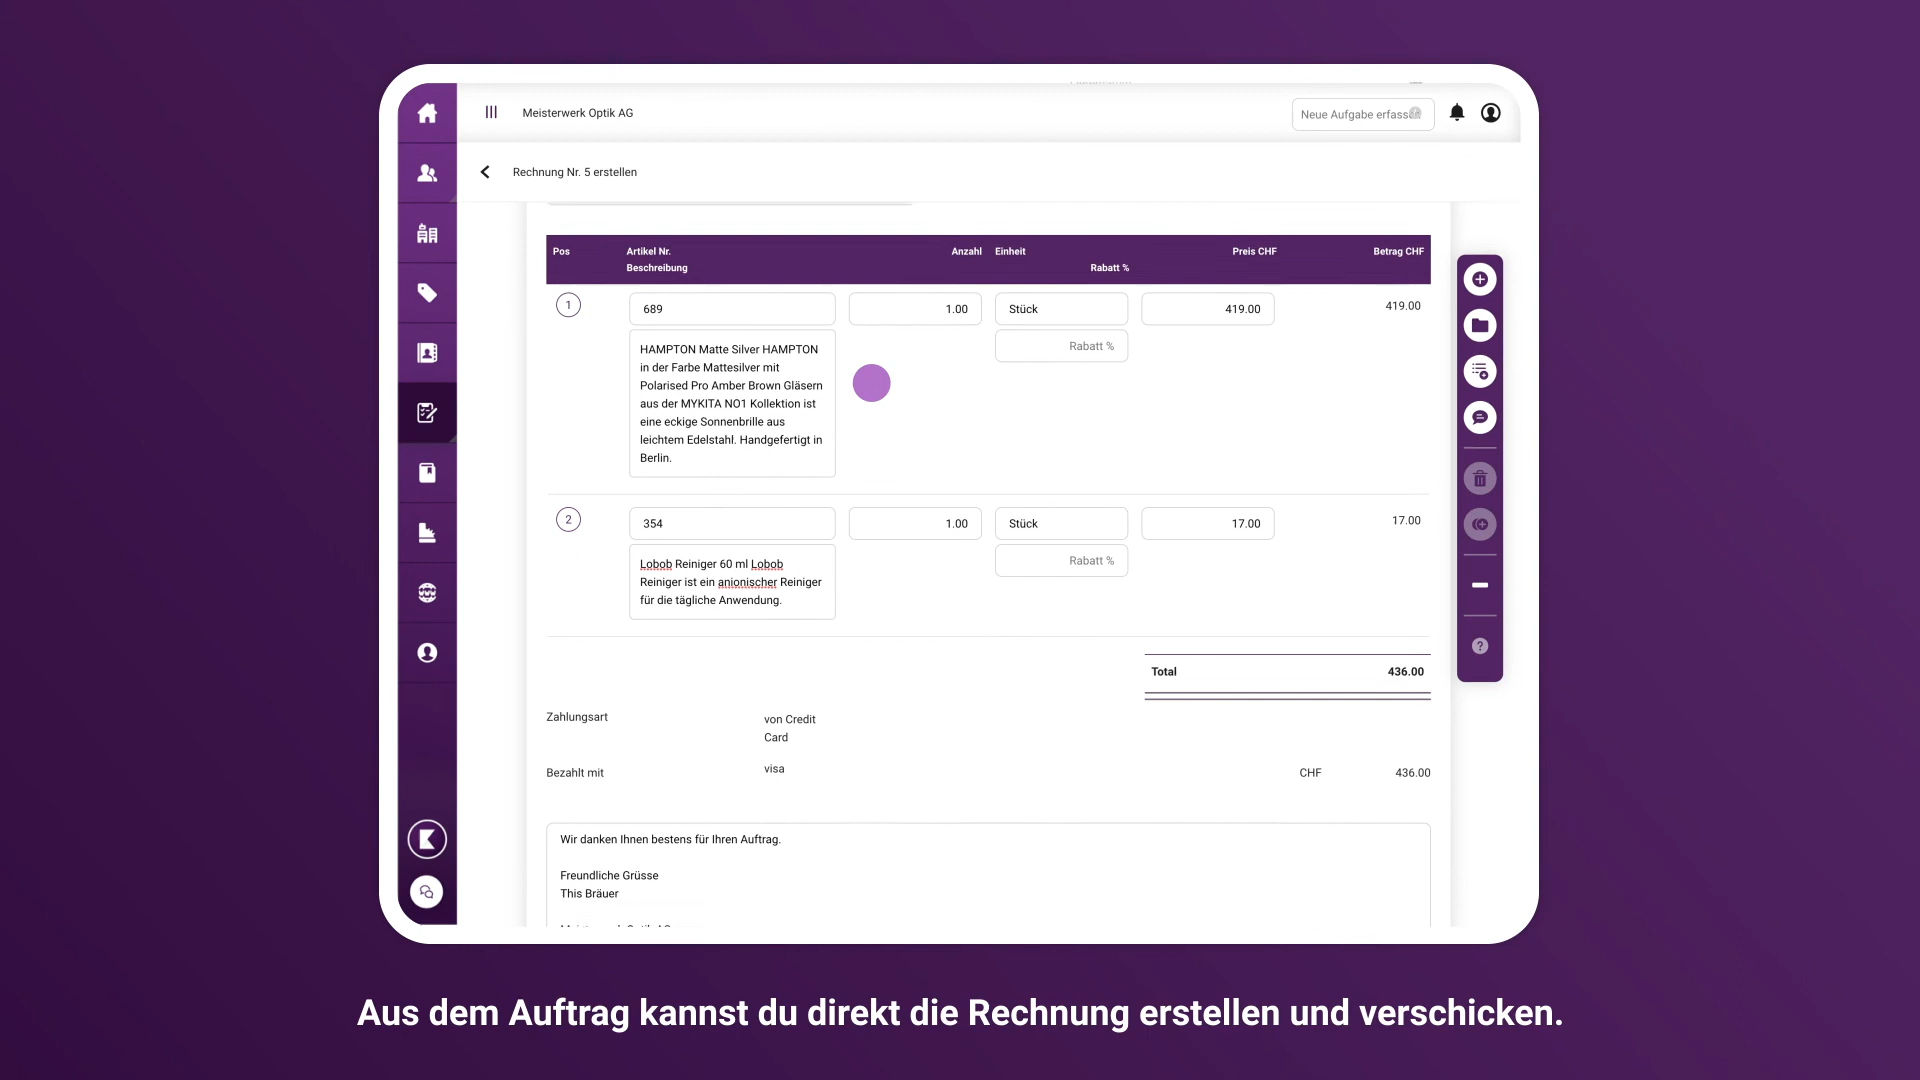 Meisterwerk Optik AG
Neue Aufgabe erfass
Rechnung Nr. 5 erstellen
Pos Artikel Nr. Anzahl Einheit Preis CHF Betrag CHF
Beschreibung Rabatt %
1 689 1.00 Stück 419.00 419.00
Rabatt %
HAMPTON Matte Silver HAMPTON
in der Farbe Mattesilver mit
Polarised Pro Amber Brown Gläsern
aus der MYKITA NO1 Kollektion ist
eine eckige Sonnenbrille aus
leichtem Edelstahl. Handgefertigt in
Berlin.
2 354 1.00 Stück 17.00 17.00
Rabatt %
Lobob Reiniger 60 ml Lobob
Reiniger ist ein anionischer Reiniger
für die tägliche Anwendung.
Total 436.00
Zahlungsart von Credit
Card
Bezahlt mit visa CHF 436.00
Wir danken Ihnen bestens für Ihren Auftrag.
Freundliche Grüsse
This Bräuer
Aus dem Auftrag kannst du direkt die Rechnung erstellen und verschicken.